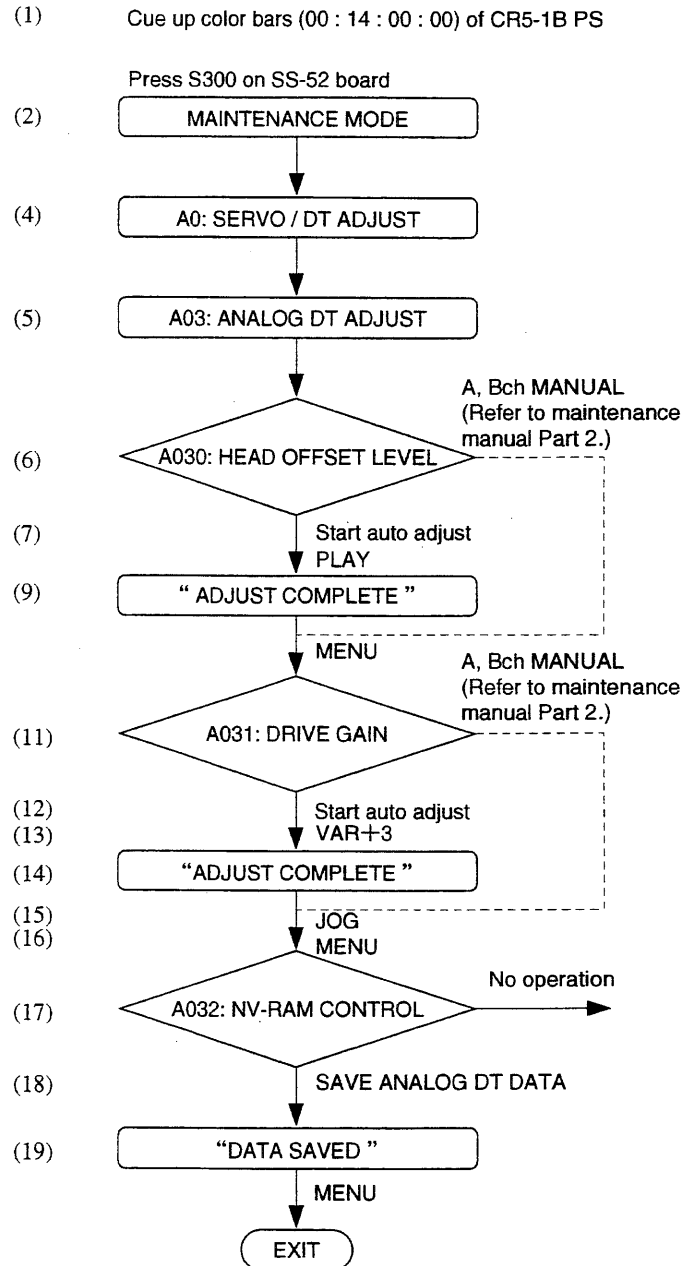 (1) Cue up color bars (00 : 14 : 00 : 00) of CR5-1B PS
Press S300 on SS-52 board
(2) MAINTENANCE MODE
(4) A0: SERVO / DT ADJUST
(5) A03: ANALOG DT ADJUST
A, Bch MANUAL
(Refer to maintenance
manual Part 2.)
(6) A030: HEAD OFFSET LEVEL
(7) Start auto adjust
PLAY
(9) “ ADJUST COMPLETE ”
MENU
A, Bch MANUAL
(Refer to maintenance
manual Part 2.)
(11) A031: DRIVE GAIN
(12) Start auto adjust
(13) VAR+3
(14) “ADJUST COMPLETE ”
(15) JOG
(16) MENU
No operation
(17) A032: NV-RAM CONTROL
(18) SAVE ANALOG DT DATA
(19) “DATA SAVED ”
MENU
EXIT